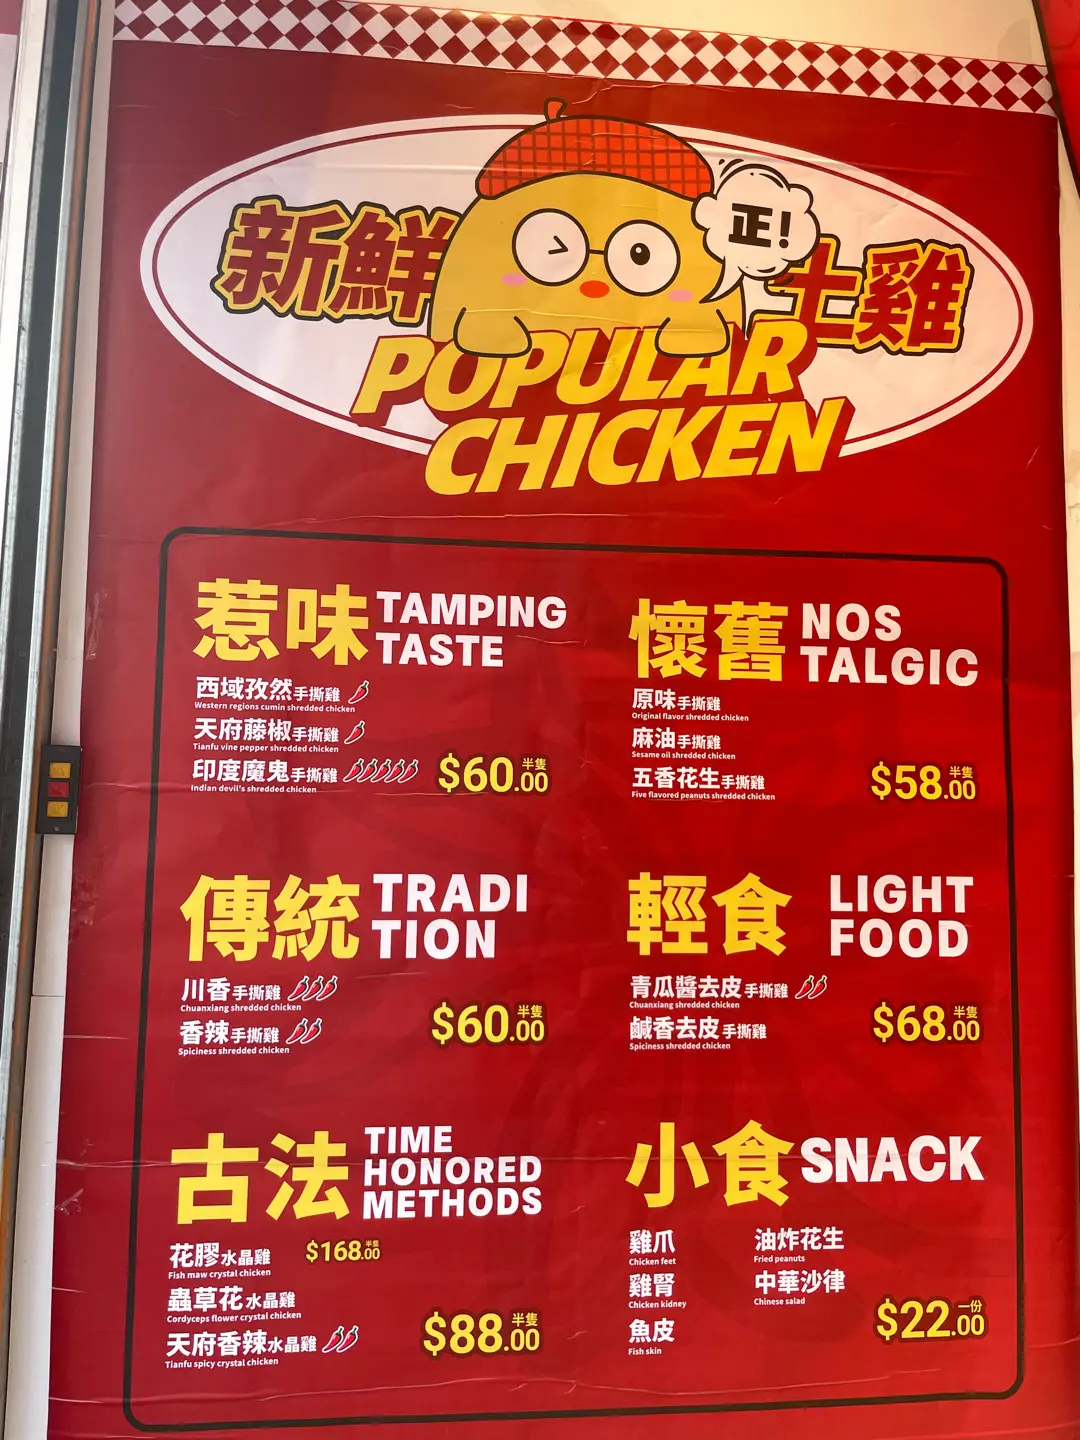 新鮮
正!
土雞
POPULAR
CHICKEN
惹味 TAMPING
TASTE
西域孜然手撕雞
Western regions cumin shredded chicken
天府藤椒手撕雞
Tianfu vine pepper shredded chicken
印度魔鬼手撕雞
Indian devil's shredded chicken
$60.00 半隻
懷舊 NOS
TALGIC
原味手撕雞
Original flavor shredded chicken
麻油手撕雞
Sesame oil shredded chicken
五香花生手撕雞
Five flavored peanuts shredded chicken
$58.00 半隻
傳統 TRADI
TION
川香手撕雞
Chuanxiang shredded chicken
香辣手撕雞
Spiciness shredded chicken
$60.00 半隻
輕食 LIGHT
FOOD
青瓜醬去皮手撕雞
Chuanxiang shredded chicken
鹹香去皮手撕雞
Spiciness shredded chicken
$68.00 半隻
古法 TIME
HONORED
METHODS
花膠水晶雞 $168.00 半隻
Fish maw crystal chicken
蟲草花水晶雞
Cordyceps flower crystal chicken
天府香辣水晶雞
Tianfu spicy crystal chicken
$88.00 半隻
小食 SNACK
雞爪
Chicken feet
雞腎
Chicken kidney
魚皮
Fish skin
油炸花生
Fried peanuts
中華沙律
Chinese salad
$22.00 一份